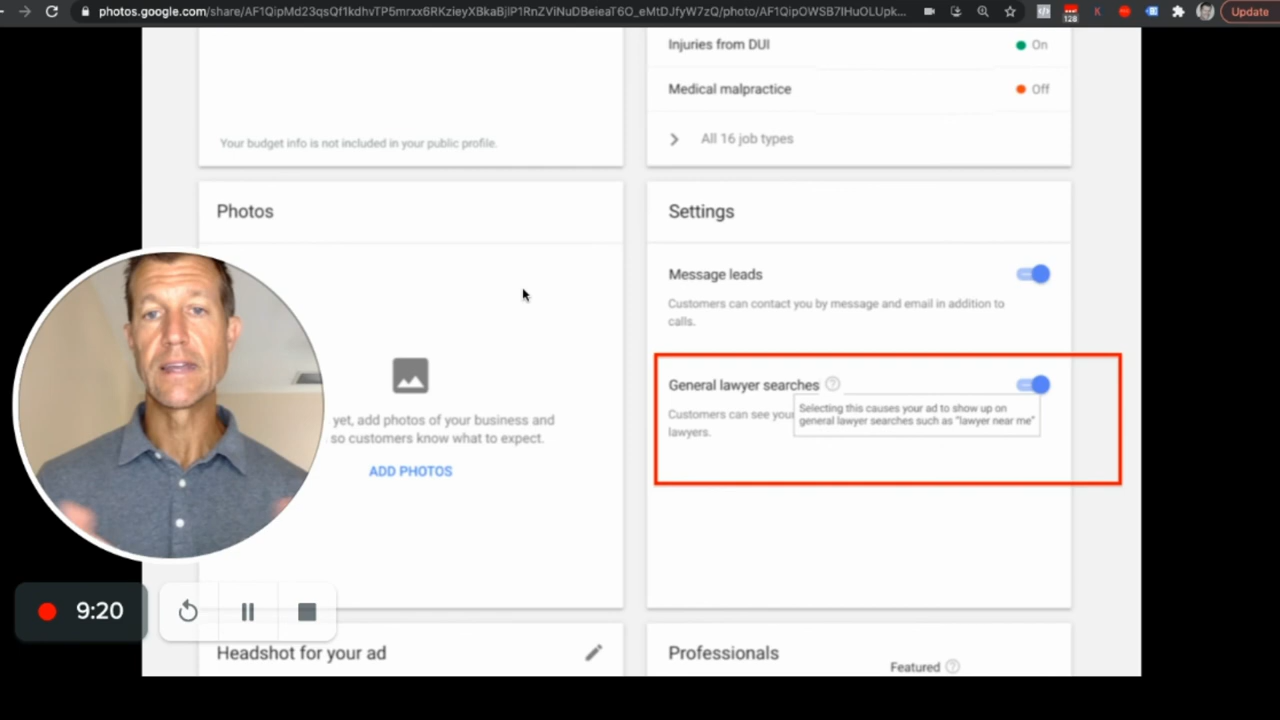 photos.google.com/share/AF1QipMd23qsQf1kdhvTP5mrxx6RKzieyXBkaBjlP1RnZViNuDBeieaT6O_eMtDJfyW7zQ/photo/AF1QipOWSB7IHuOLUpk...
128
K
Update
Injuries from DUI
On
Medical malpractice
Off
All 16 job types
Your budget info is not included in your public profile.
Photos
yet, add photos of your business and
so customers know what to expect.
ADD PHOTOS
Settings
Message leads
Customers can contact you by message and email in addition to
calls.
General lawyer searches
Customers can see your
lawyers.
Selecting this causes your ad to show up on
general lawyer searches such as "lawyer near me"
9:20
Headshot for your ad
Professionals
Featured